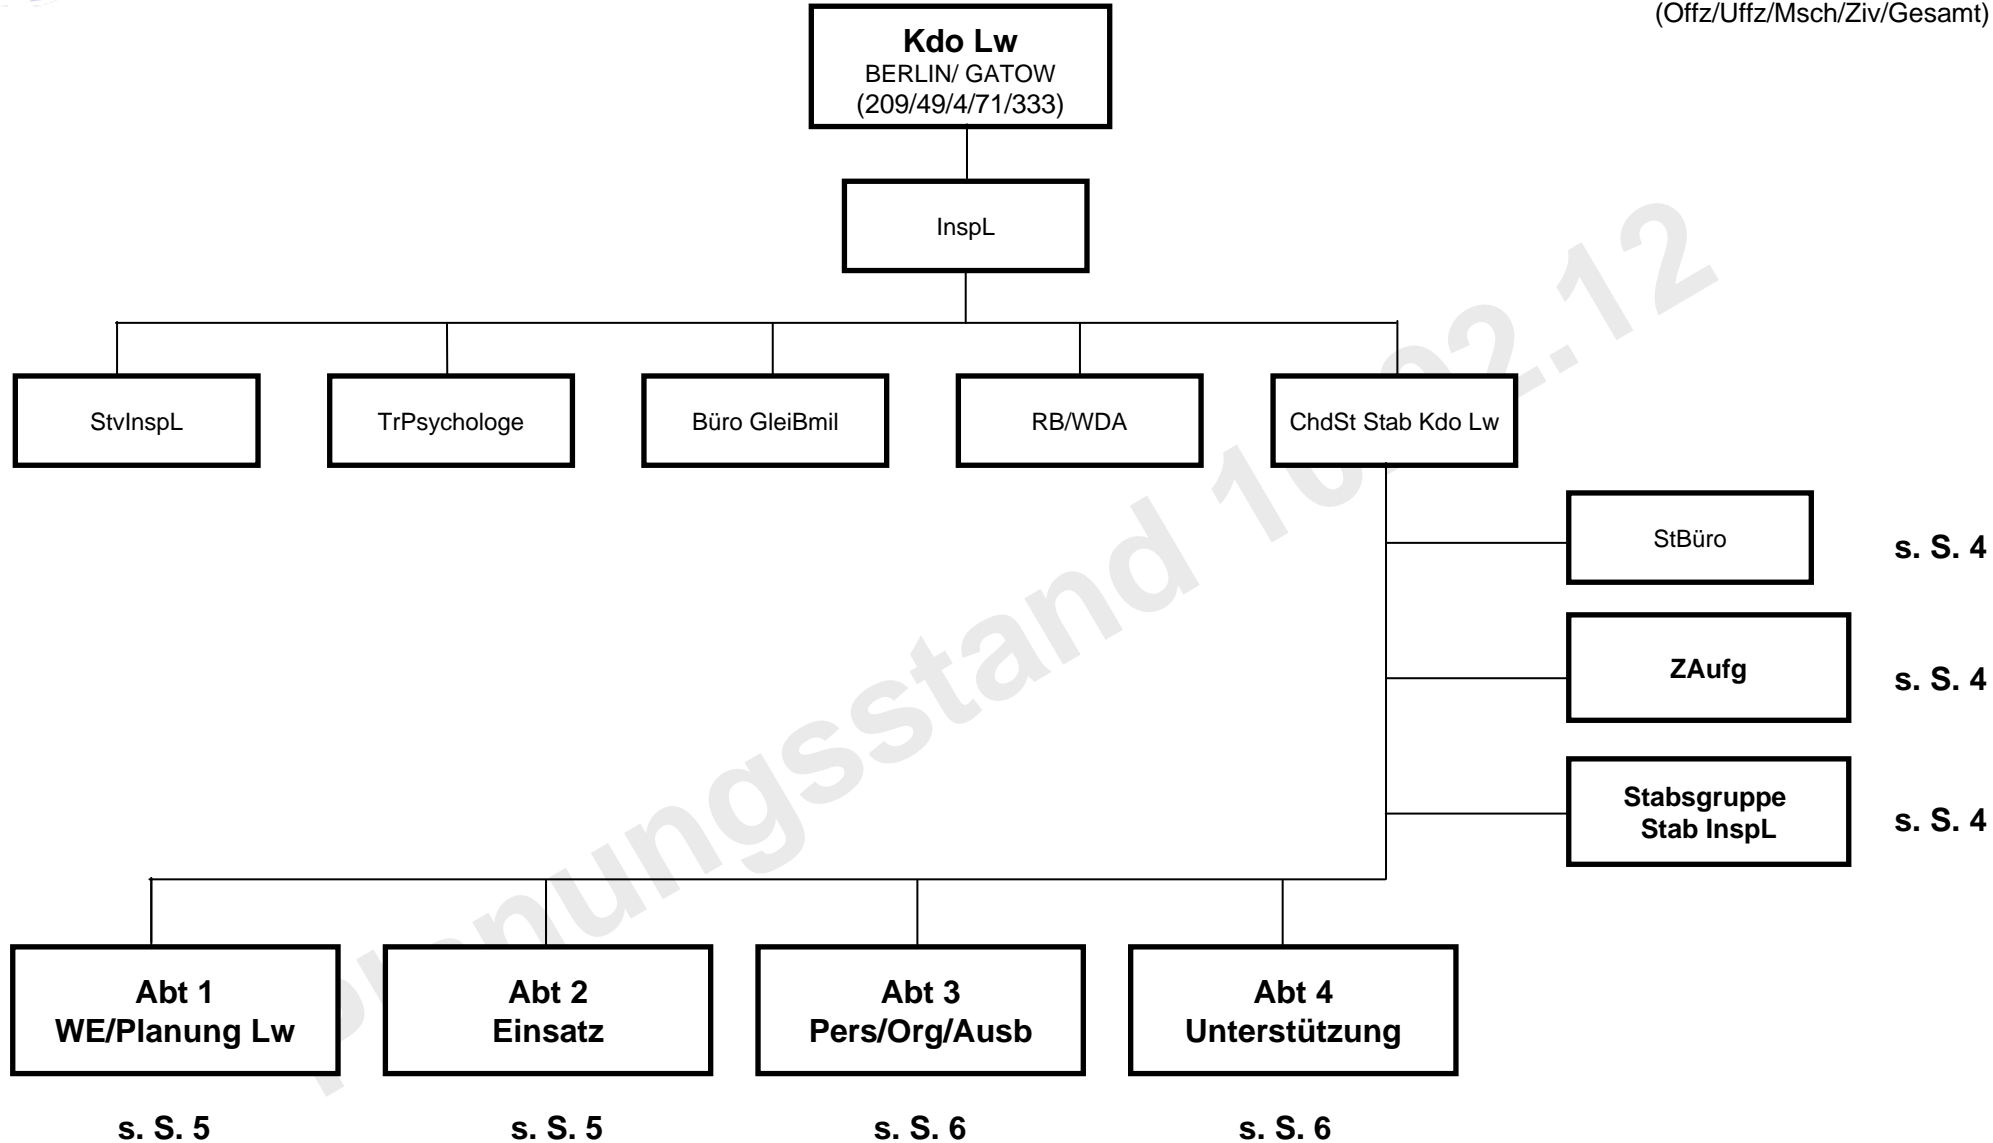 (Offz/Uffz/Msch/Ziv/Gesamt)
Kdo Lw
BERLIN/ GATOW
(209/49/4/71/333)
InspL
StvInspL
TrPsychologe
Büro GleiBmil
RB/WDA
ChdSt Stab Kdo Lw
StBüro
s. S. 4
ZAufg
s. S. 4
Stabsgruppe
Stab InspL
s. S. 4
Abt 1
WE/Planung Lw
Abt 2
Einsatz
Abt 3
Pers/Org/Ausb
Abt 4
Unterstützung
s. S. 5
s. S. 5
s. S. 6
s. S. 6